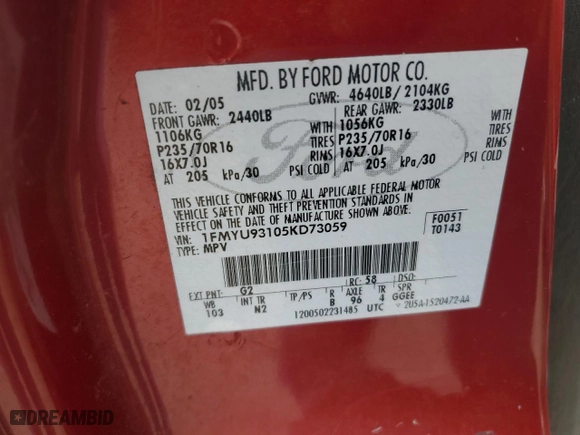 MFD. BY FORD MOTOR CO.
DATE: 02/05 GVWR: 4640LB/ 2104KG
FRONT GAWR: 2440LB REAR GAWR: 2330LB
1106KG WITH 1056KG WITH
P235/70R16 TIRES P235/70R16 TIRES
16X7.0J RIMS 16X7.0J RIMS
AT 205 kPa/30 PSI COLD AT 205 kPa/30 PSI COLD
THIS VEHICLE CONFORMS TO ALL APPLICABLE FEDERAL MOTOR
VEHICLE SAFETY AND THEFT PREVENTION STANDARDS IN EFFECT
ON THE DATE OF MANUFACTURE SHOWN ABOVE.
VIN: 1FMYU93105KD73059 F0051
TYPE: MPV T0143
EXT PNT: G2 RC: 58 DSO:
WB INT TR TP/PS R AXLE TR SPR
103 N2 B 96 4 GGEE
1200502231485 UTC 2U5A-1520472-AA
Ford
DREAMBID